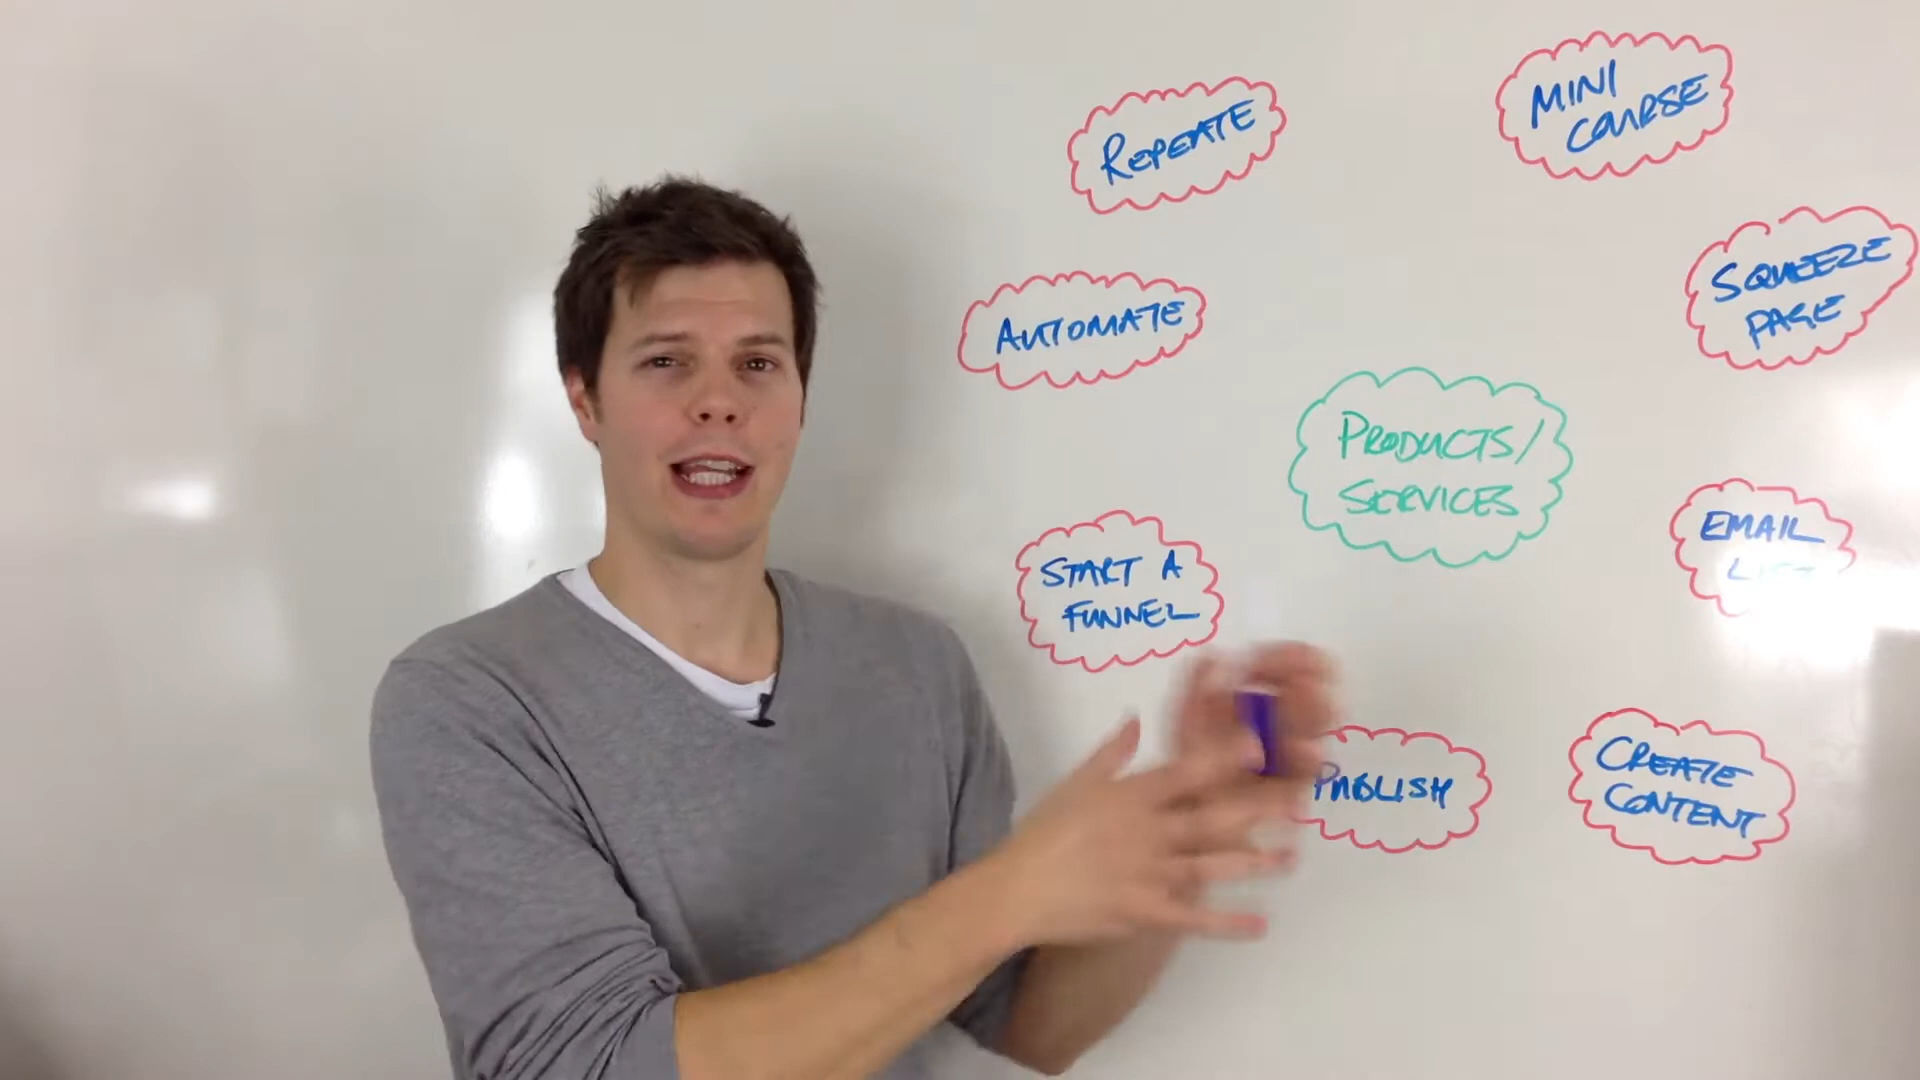 REPEATE
MINI
COURSE
SQUEEZE
PAGE
AUTOMATE
PRODUCTS/
SERVICES
EMAIL
START A
FUNNEL
PUBLISH
CREATE
CONTENT